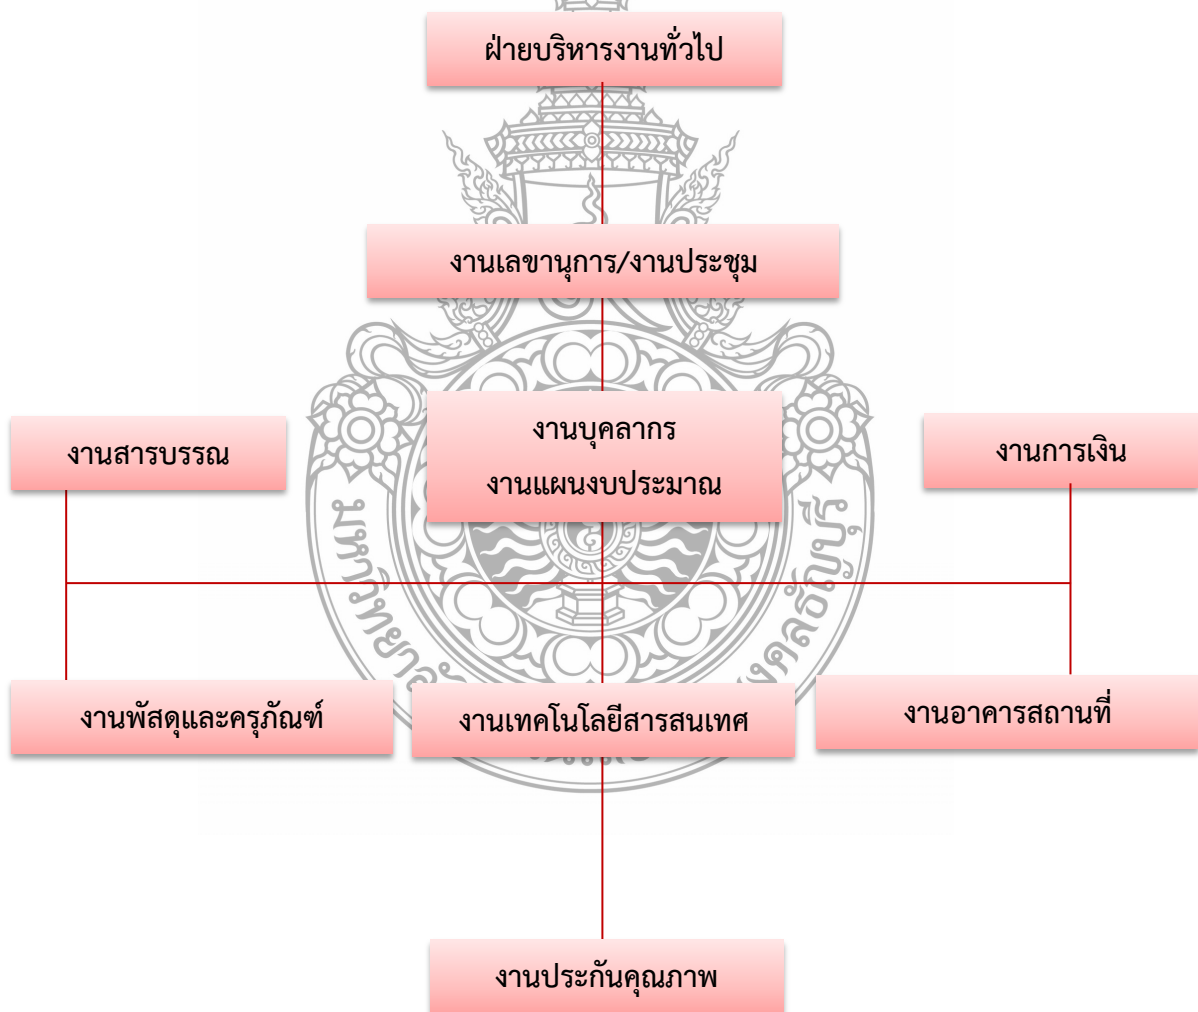 ฝ่ายบริหารงานทั่วไป
งานเลขานุการ/งานประชุม
งานสารบรรณ
งานบุคลากร
งานแผนงบประมาณ
งานการเงิน
งานพัสดุและครุภัณฑ์
งานเทคโนโลยีสารสนเทศ
งานอาคารสถานที่
งานประกันคุณภาพ